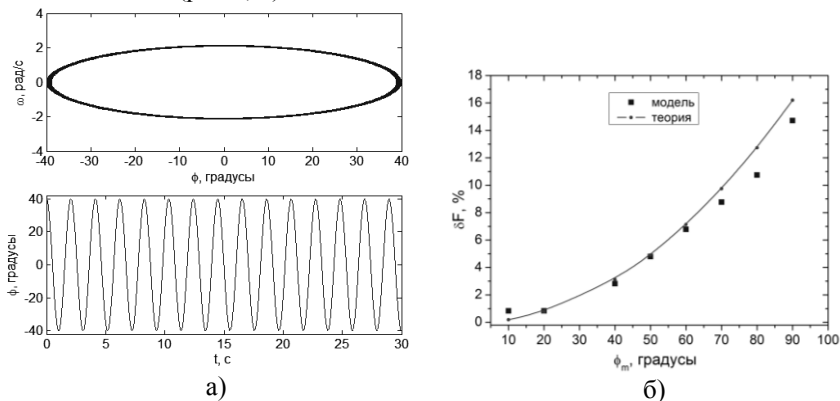 4
2
0
-2
-4
ω, рад/с
-40 -30 -20 -10 0 10 20 30 40
ϕ, градусы
40
20
0
-20
-40
ϕ, градусы
0 5 10 15 20 25 30
t, с
а)
18
16
14
12
10
8
6
4
2
0
δF, %
модель
теория
0 10 20 30 40 50 60 70 80 90 100
ϕm, градусы
б)